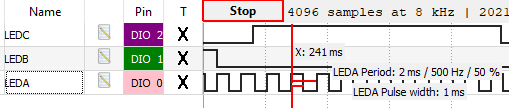 Name Pin T Stop 4096 samples at 8 kHz | 2021
LEDC DIO 2 X
LEDB DIO 1 X X: 241 ms
LEDA DIO 0 X LEDA Period: 2 ms / 500 Hz / 50 %
LEDA Pulse width: 1 ms